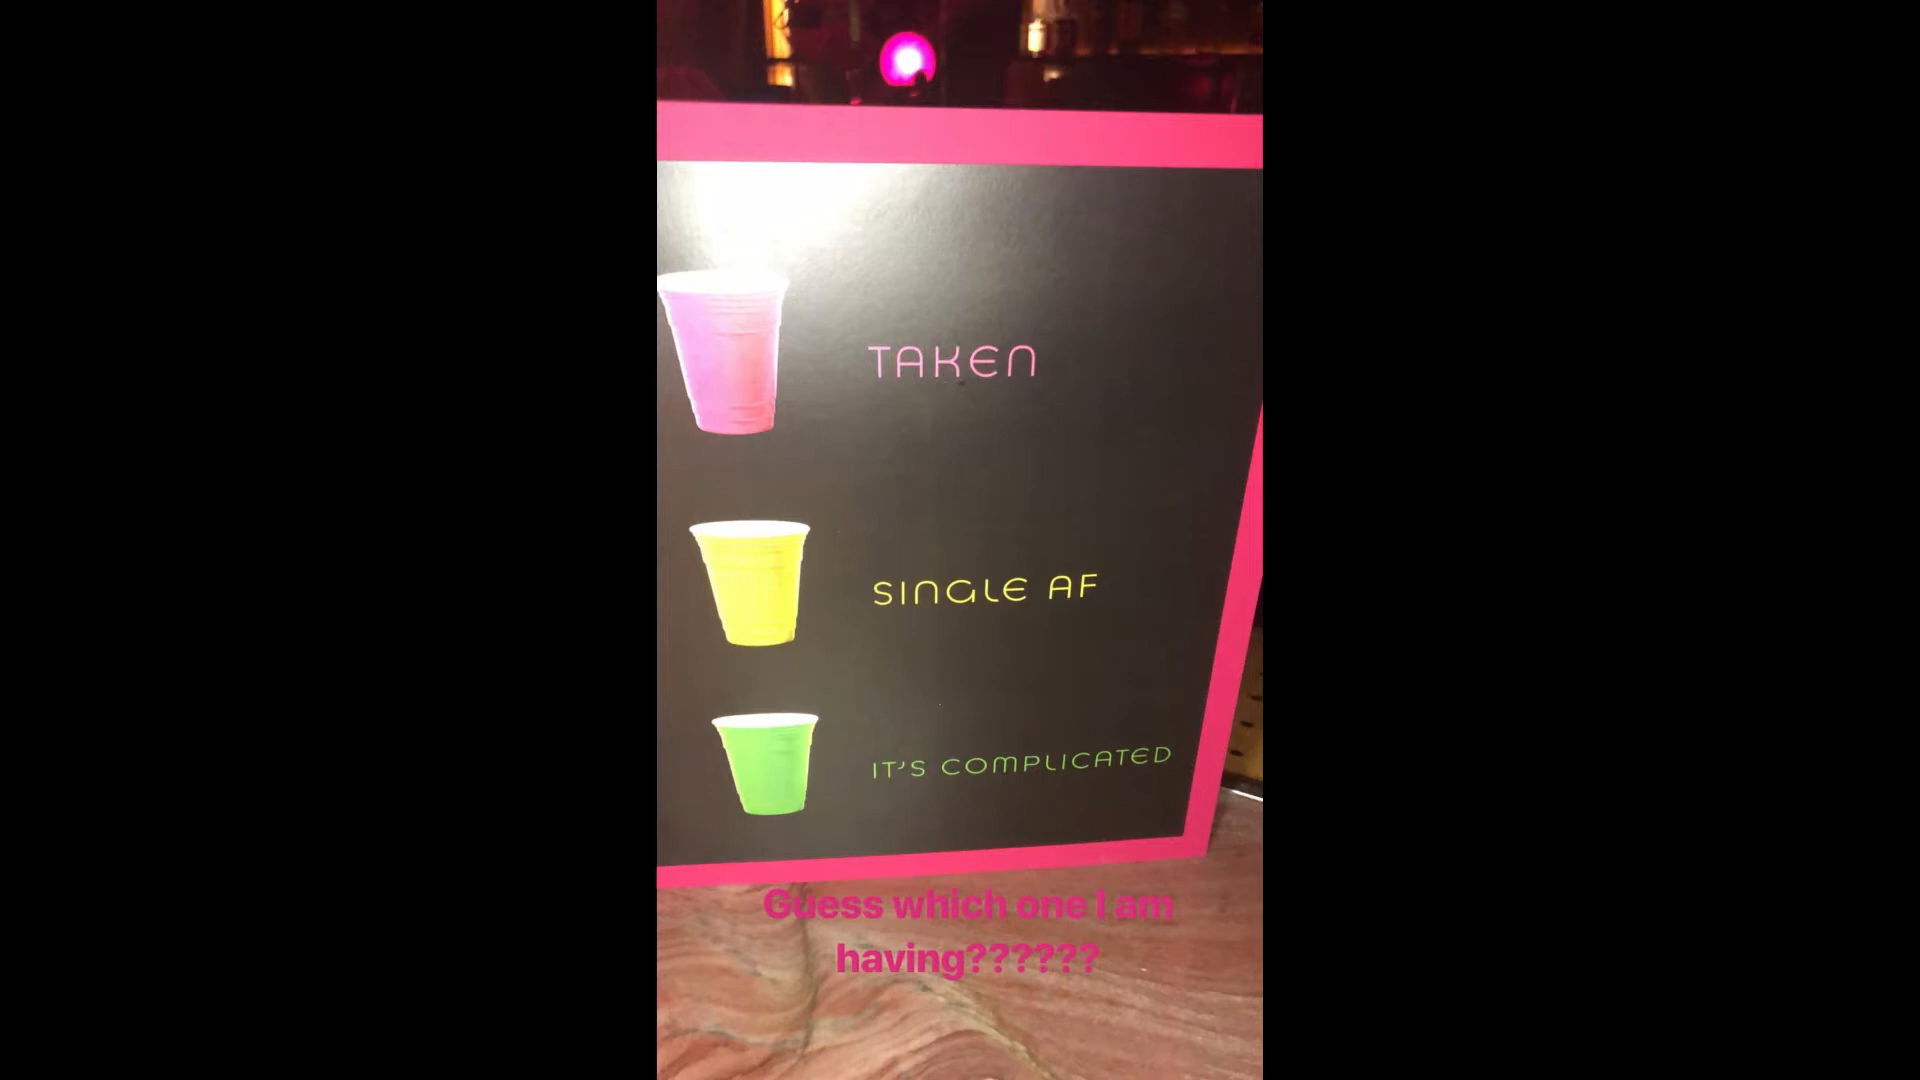 TAKEN
SINGLE AF
IT'S COMPLICATED
Guess which one I am
having??????